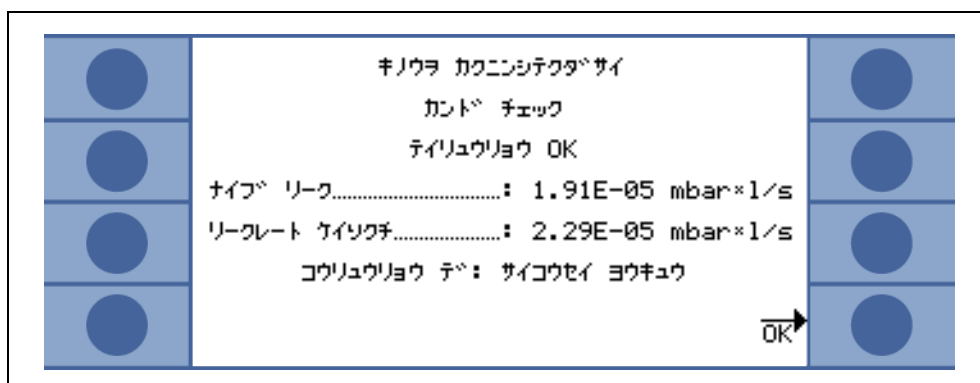 キノウヲ カクニンシテクダサイ
カンド チェック
テイリュウリョウ OK
ナイブ リーク..............................: 1.91E-05 mbar*l/s
リークレート ケイソクチ...................: 2.29E-05 mbar*l/s
コウリュウリョウ デ: サイコウセイ ヨウキュウ
OK